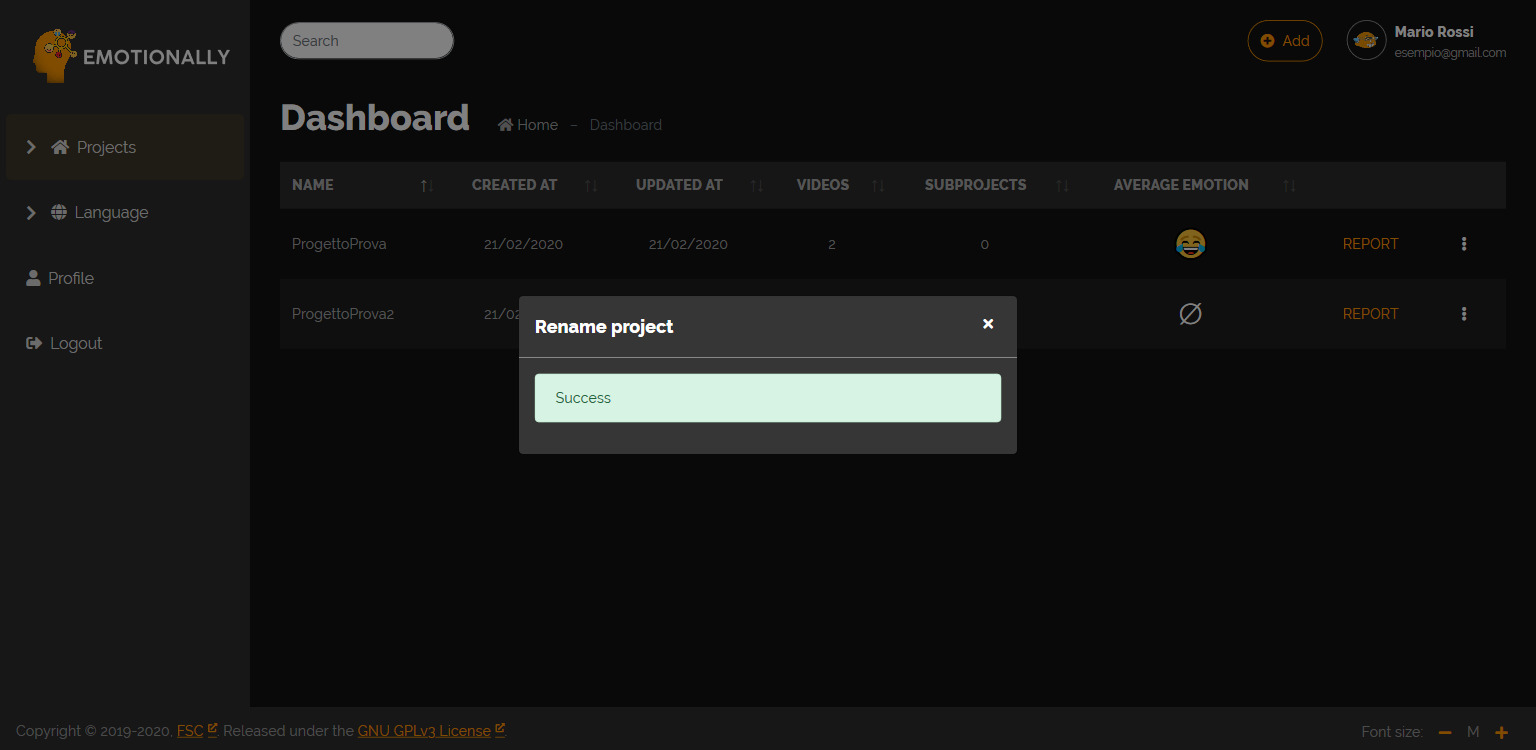 EMOTIONALLY
Search
Add
Mario Rossi
esempio@gmail.com
Projects
Language
Profile
Logout
Dashboard
Home – Dashboard
NAME CREATED AT UPDATED AT VIDEOS SUBPROJECTS AVERAGE EMOTION
ProgettoProva 21/02/2020 21/02/2020 2 0 REPORT
ProgettoProva2 21/02 REPORT
Rename project ×
Success
Copyright © 2019-2020, FSC. Released under the GNU GPLv3 License.
Font size: − M +